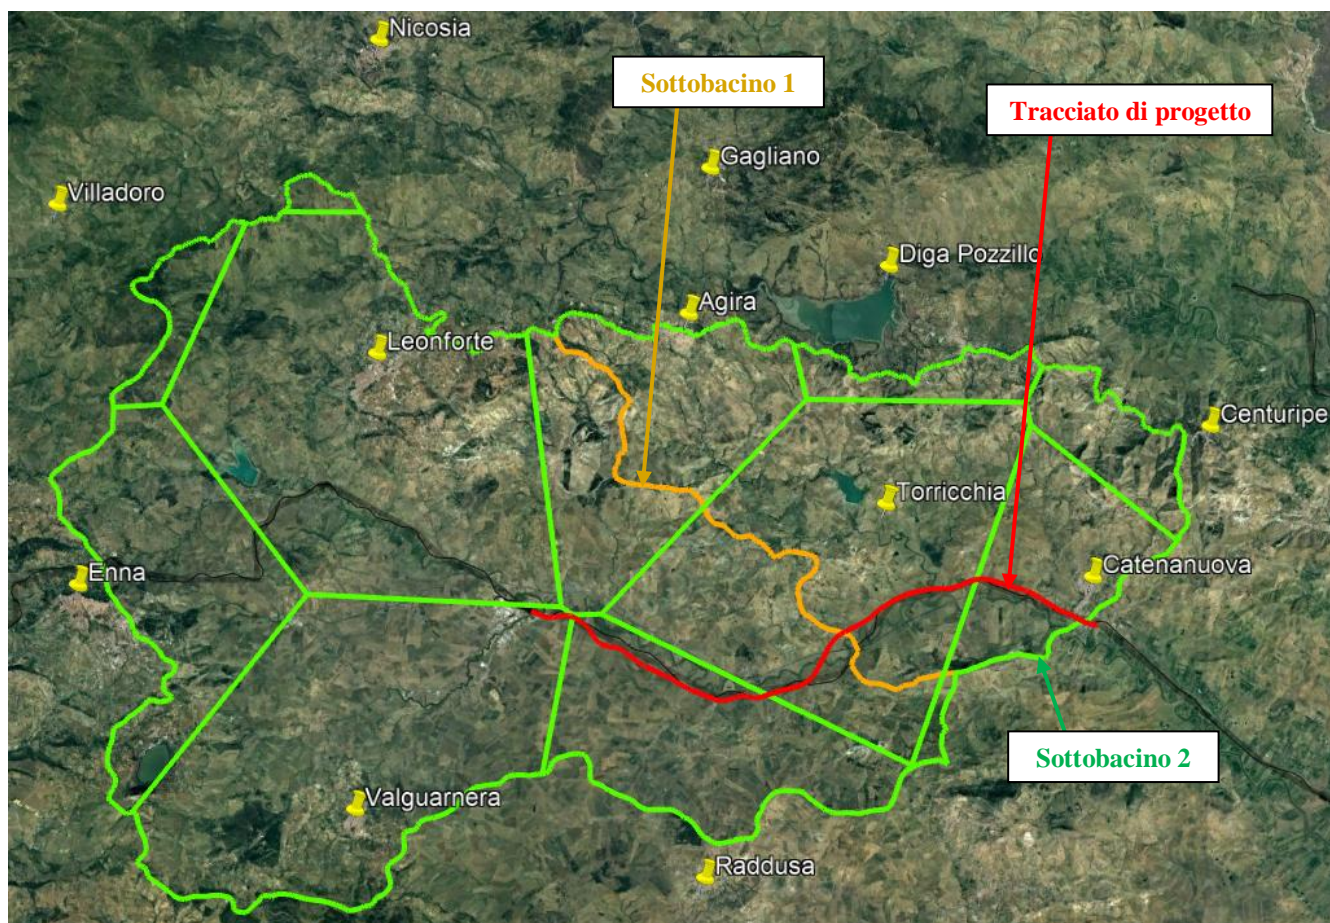 Nicosia
Sottobacino 1
Tracciato di progetto
Gagliano
Villadoro
Diga Pozzillo
Agira
Leonforte
Centuripe
Torricchia
Enna
Catenanuova
Sottobacino 2
Valguarnera
Raddusa